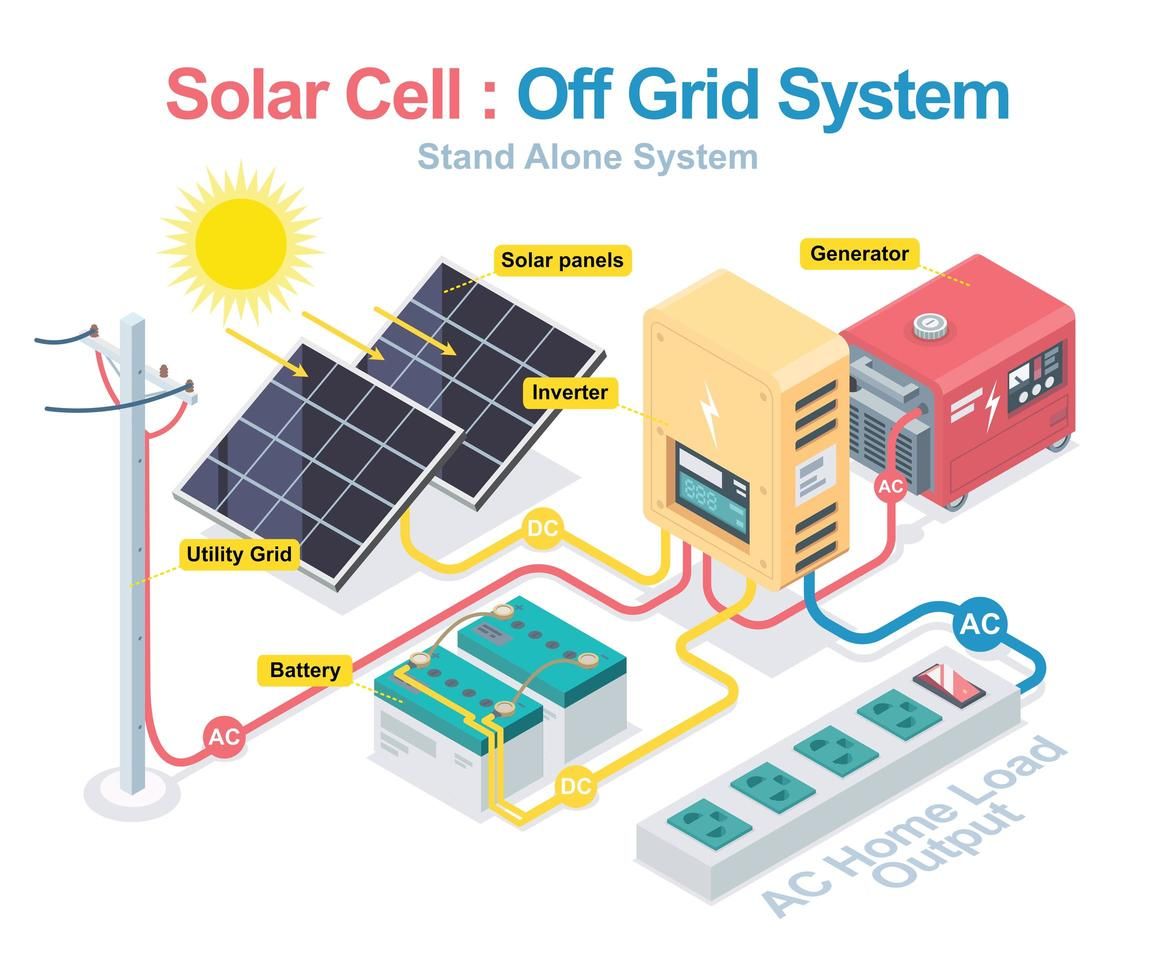 Solar Cell : Off Grid System
Stand Alone System
Solar panels
Generator
Inverter
AC
DC
Utility Grid
AC
Battery
AC
DC
AC Home Load
Output